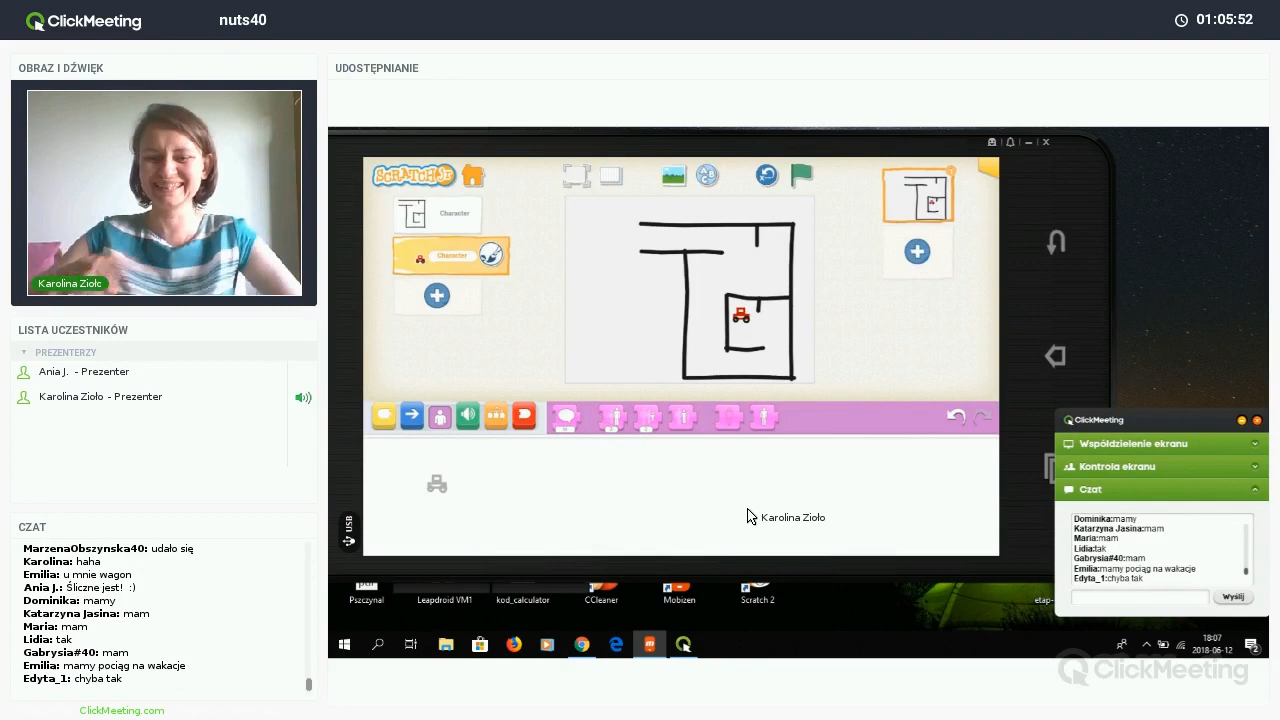 ClickMeeting
nuts40
01:05:52
OBRAZ I DŹWIĘK
Karolina Zioło
LISTA UCZESTNIKÓW
PREZENTERZY
Ania J. - Prezenter
Karolina Zioło - Prezenter
CZAT
MarzenaObszynska40: udało się
Karolina: haha
Emilia: u mnie wagon
Ania J.: Śliczne jest! :)
Dominika: mamy
Katarzyna Jasina: mam
Maria: mam
Lidia: tak
Gabrysia#40: mam
Emilia: mamy pociąg na wakacje
Edyta_1: chyba tak
ClickMeeting.com
UDOSTĘPNIANIE
SCRATCHJR
ABC
Character
Character
USB
Karolina Zioło
Pszczynal
Leapdroid VM1
kod_calculator
CCleaner
Mobizen
Scratch 2
etap-
18:07
2018-06-12
2
ClickMeeting
Współdzielenie ekranu
Kontrola ekranu
Czat
Dominika:mamy
Katarzyna Jasina:mam
Maria:mam
Lidia:tak
Gabrysia#40:mam
Emilia:mamy pociąg na wakacje
Edyta_1:chyba tak
Wyślij
ClickMeeting